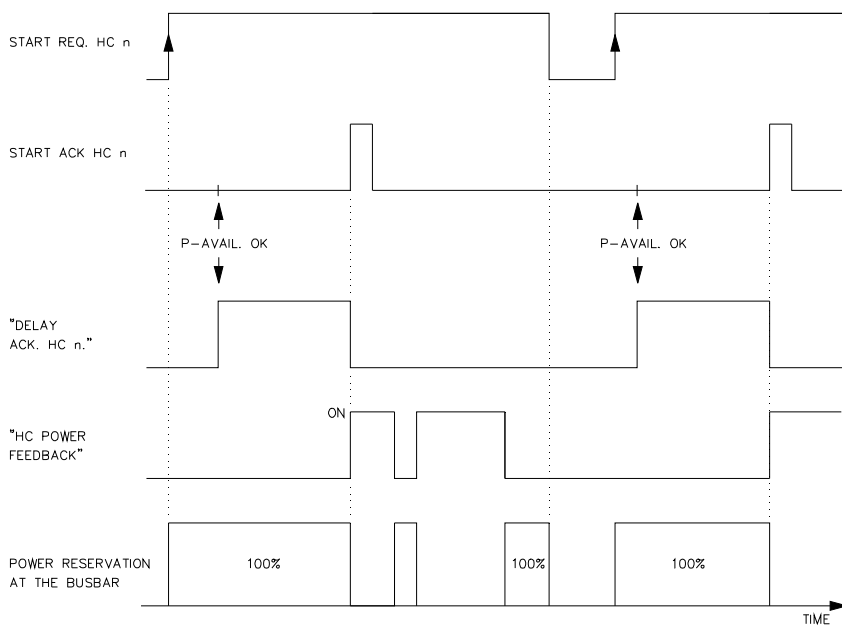 START REQ. HC n
START ACK HC n
P-AVAIL. OK
P-AVAIL. OK
"DELAY
ACK. HC n."
ON
"HC POWER
FEEDBACK"
POWER RESERVATION
AT THE BUSBAR
100%
100%
100%
TIME